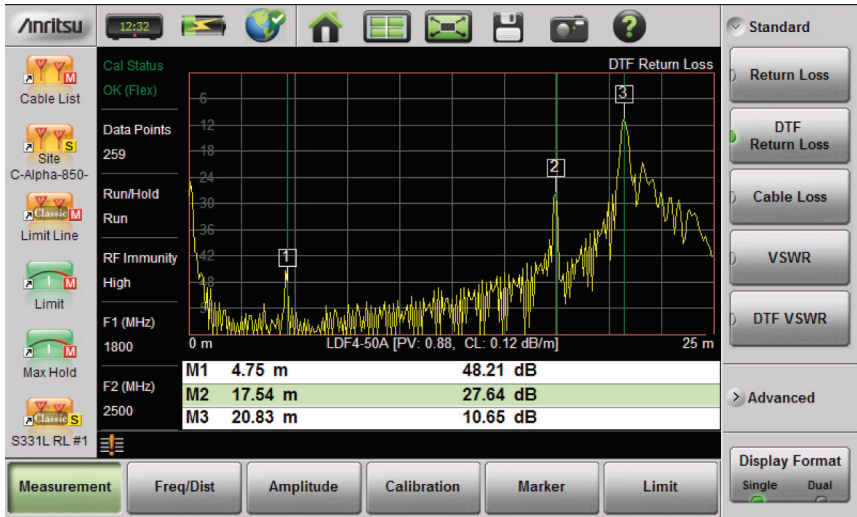 Anritsu
12:32
?
Standard
Cable List
M
Site
S
C-Alpha-850-
Classic M
Limit Line
M
Limit
M
Max Hold
Classic S
S331L RL #1
Cal Status
OK (Flex)
Data Points
259
Run/Hold
Run
RF Immunity
High
F1 (MHz)
1800
F2 (MHz)
2500
DTF Return Loss
6
12
18
24
30
36
42
1
2
3
0 m
LDF4-50A [PV: 0.88, CL: 0.12 dB/m]
25 m
M1 4.75 m 48.21 dB
M2 17.54 m 27.64 dB
M3 20.83 m 10.65 dB
Return Loss
DTF
Return Loss
Cable Loss
VSWR
DTF VSWR
Advanced
Display Format
Single Dual
Measurement
Freq/Dist
Amplitude
Calibration
Marker
Limit